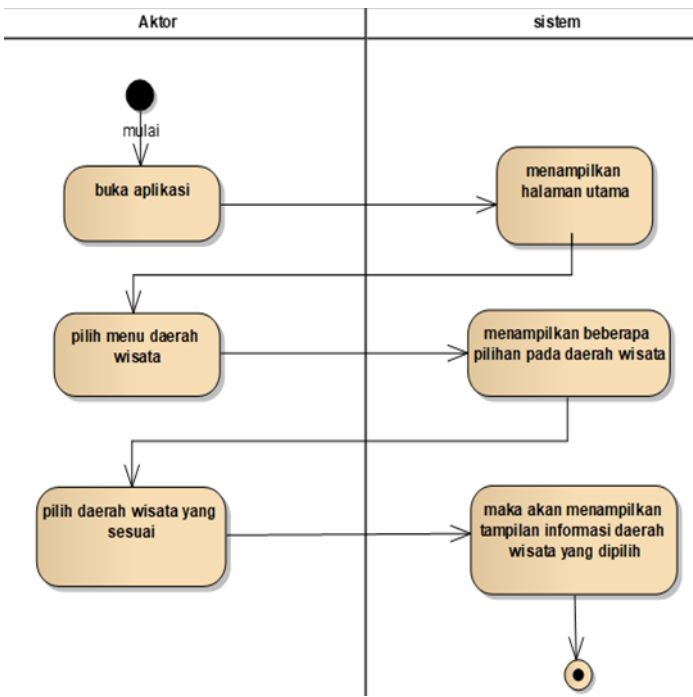 Aktor
sistem
mulai
buka aplikasi
menampilkan
halaman utama
pilih menu daerah
wisata
menampilkan beberapa
pilihan pada daerah wisata
pilih daerah wisata yang
sesuai
maka akan menampilkan
tampilan informasi daerah
wisata yang dipilih